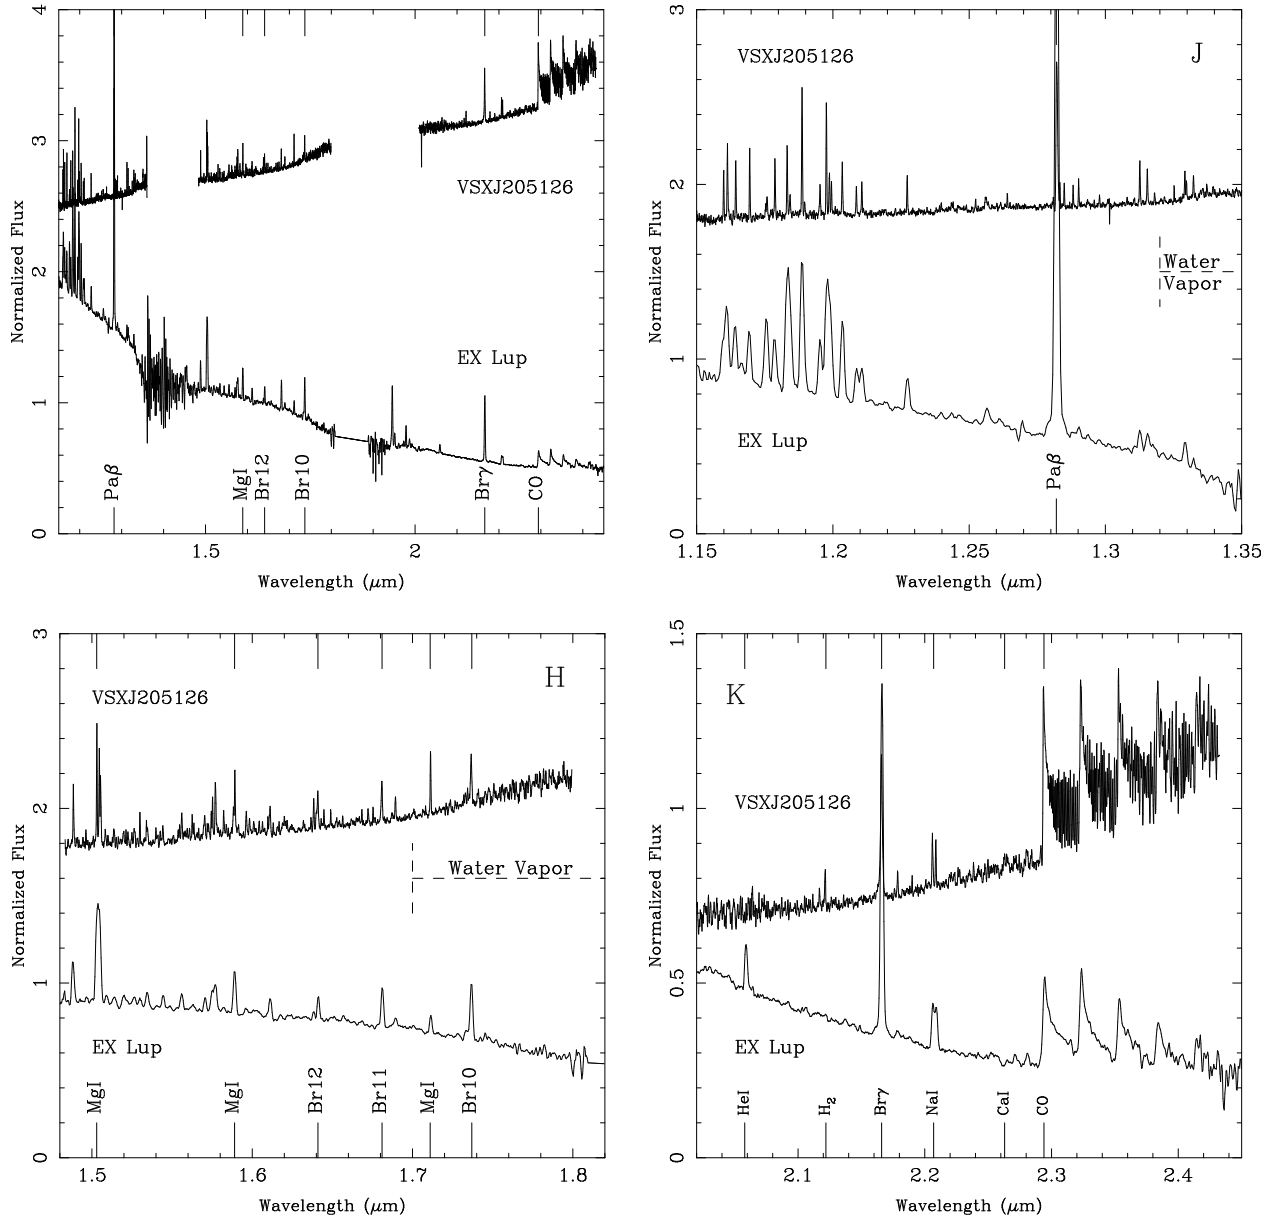 4
3
2
1
0
VSXJ205126
EX Lup
Paβ
MgI
Br12
Br10
Brγ
CO
1.5
2
Wavelength (μm)
Normalized Flux
3
2
1
0
VSXJ205126
J
Water
Vapor
EX Lup
Paβ
1.15
1.2
1.25
1.3
1.35
Wavelength (μm)
Normalized Flux
3
2
1
0
H
VSXJ205126
Water Vapor
EX Lup
MgI
MgI
Br12
Br11
MgI
Br10
1.5
1.6
1.7
1.8
Wavelength (μm)
Normalized Flux
1.5
1
0.5
0
K
VSXJ205126
EX Lup
HeI
H₂
Brγ
NaI
CaI
CO
2.1
2.2
2.3
2.4
Wavelength (μm)
Normalized Flux